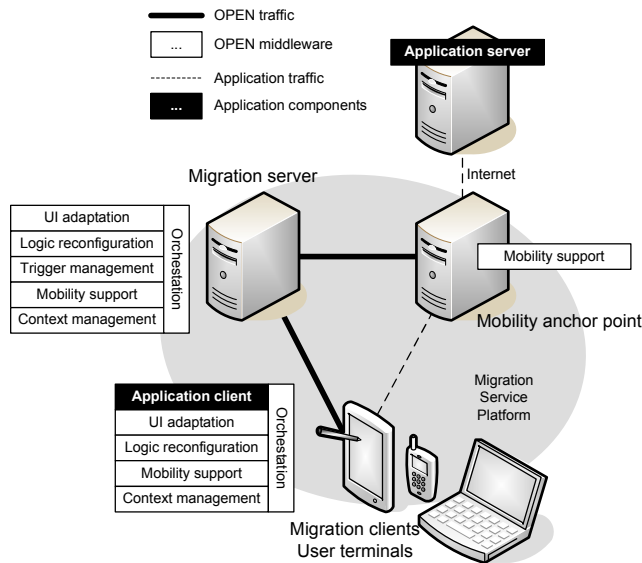 OPEN traffic
...
OPEN middleware
Application traffic
...
Application components
Application server
Internet
Migration server
UI adaptation
Logic reconfiguration
Trigger management
Mobility support
Context management
Orchestation
Mobility support
Mobility anchor point
Migration
Service
Platform
Application client
UI adaptation
Logic reconfiguration
Mobility support
Context management
Orchestation
Migration clients
User terminals